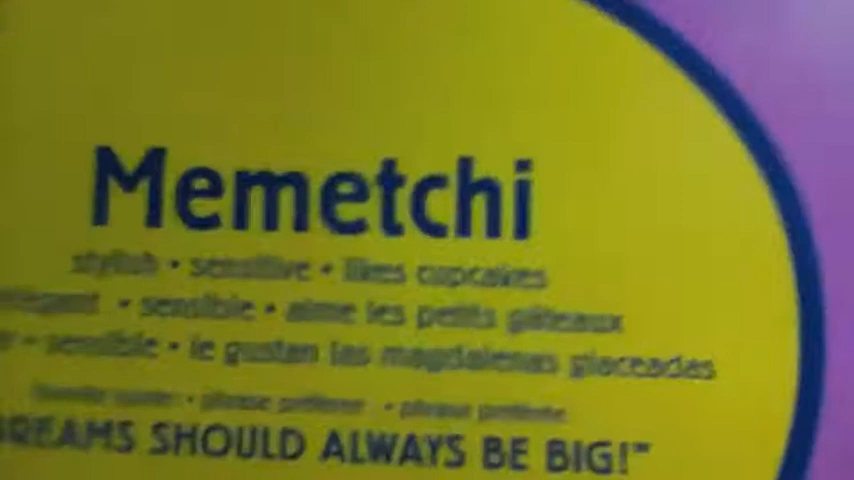 Memetchi
stylish • sensitive • likes cupcakes
• sensible • aime les petits gâteaux
• sensible • le gustan las magdalenas glaceadas
DREAMS SHOULD ALWAYS BE BIG!"